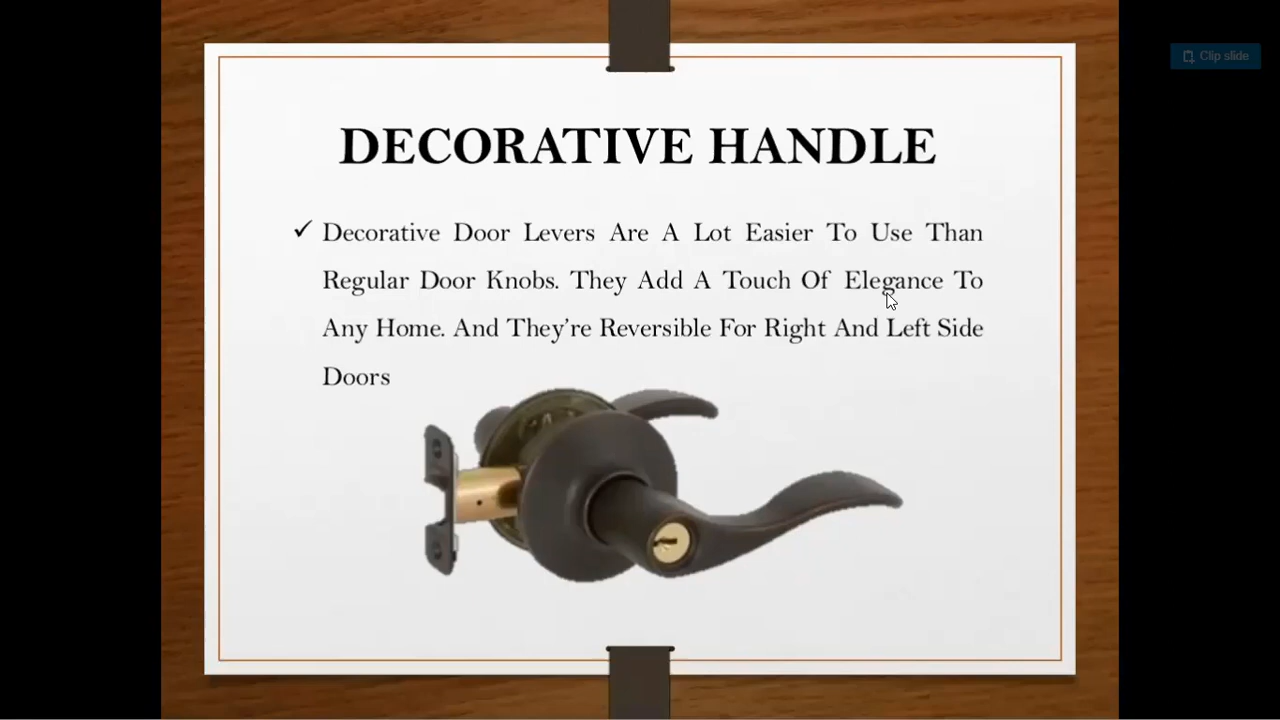 Clip slide
DECORATIVE HANDLE
✓ Decorative Door Levers Are A Lot Easier To Use Than
Regular Door Knobs. They Add A Touch Of Elegance To
Any Home. And They’re Reversible For Right And Left Side
Doors